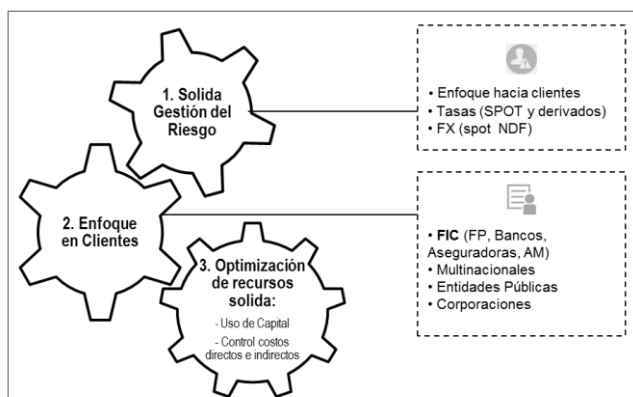 1. Solida
Gestión del
Riesgo
• Enfoque hacia clientes
• Tasas (SPOT y derivados)
• FX (spot NDF)
2. Enfoque
en Clientes
• FIC (FP, Bancos,
Aseguradoras, AM)
• Multinacionales
• Entidades Públicas
• Corporaciones
3. Optimización
de recursos
solida:
- Uso de Capital
- Control costos
directos e indirectos